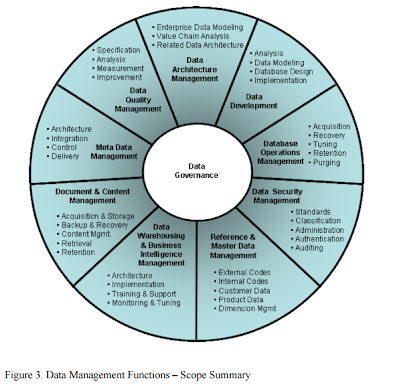 • Enterprise Data Modeling
• Value Chain Analysis
• Related Data Architecture
Data
Architecture
Management
• Analysis
• Data Modeling
• Database Design
• Implementation
Data
Development
• Acquisition
• Recovery
• Tuning
• Retention
• Purging
Database
Operations
Management
Data Security
Management
• Standards
• Classification
• Administration
• Authentication
• Auditing
Reference &
Master Data
Management
• External Codes
• Internal Codes
• Customer Data
• Product Data
• Dimension Mgmt
Data
Warehousing
& Business
Intelligence
Management
• Architecture
• Implementation
• Training & Support
• Monitoring & Tuning
Document & Content
Management
• Acquisition & Storage
• Backup & Recovery
• Content Mgmt.
• Retrieval
• Retention
• Architecture
• Integration
• Control
• Delivery
Meta Data
Management
• Specification
• Analysis
• Measurement
• Improvement
Data
Quality
Management
Data
Governance
Figure 3. Data Management Functions – Scope Summary